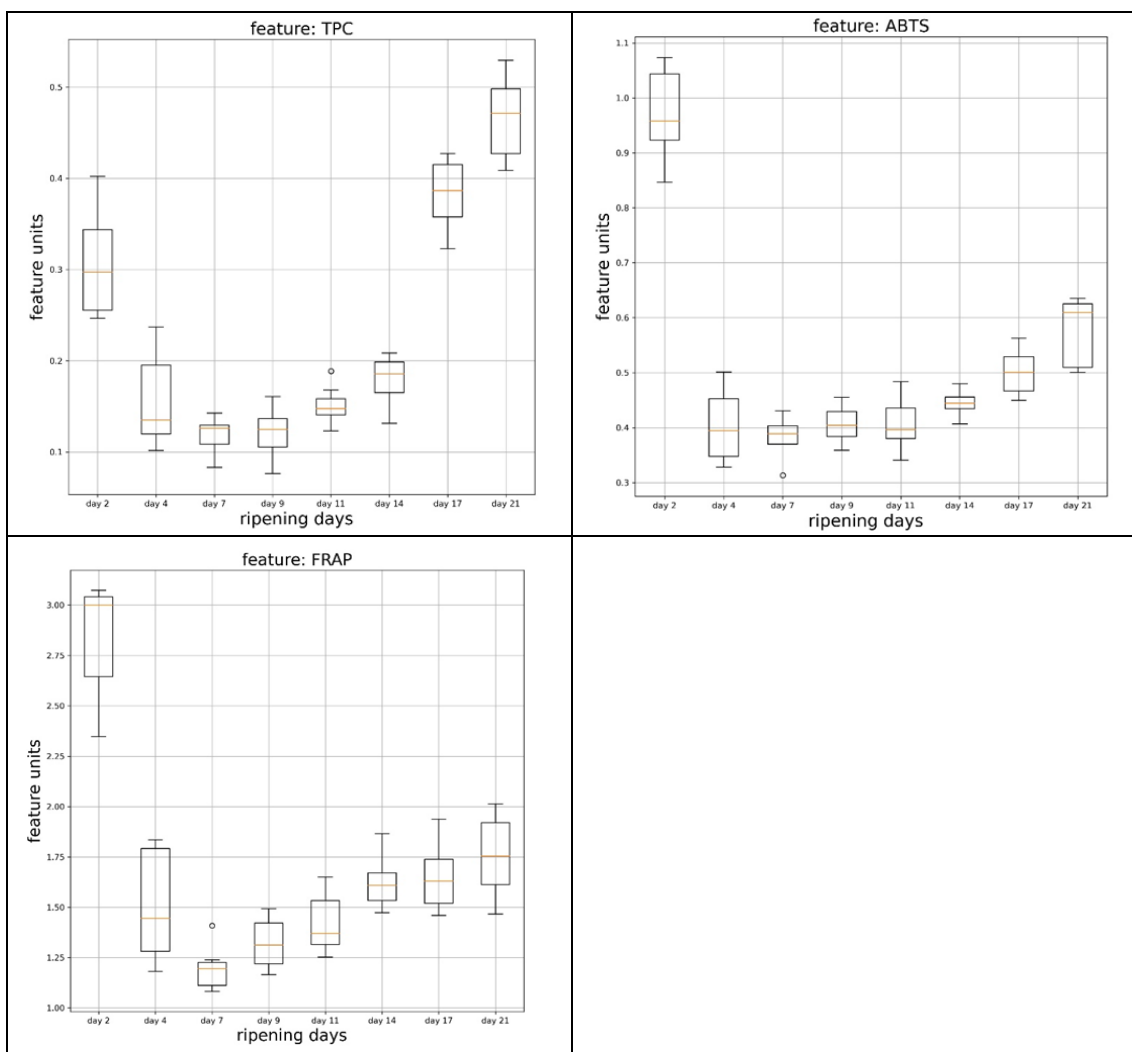 feature: TPC
feature units
0.5
0.4
0.3
0.2
0.1
day 2 day 4 day 7 day 9 day 11 day 14 day 17 day 21
ripening days
feature: ABTS
feature units
1.1
1.0
0.9
0.8
0.7
0.6
0.5
0.4
0.3
day 2 day 4 day 7 day 9 day 11 day 14 day 17 day 21
ripening days
feature: FRAP
feature units
3.00
2.75
2.50
2.25
2.00
1.75
1.50
1.25
1.00
day 2 day 4 day 7 day 9 day 11 day 14 day 17 day 21
ripening days